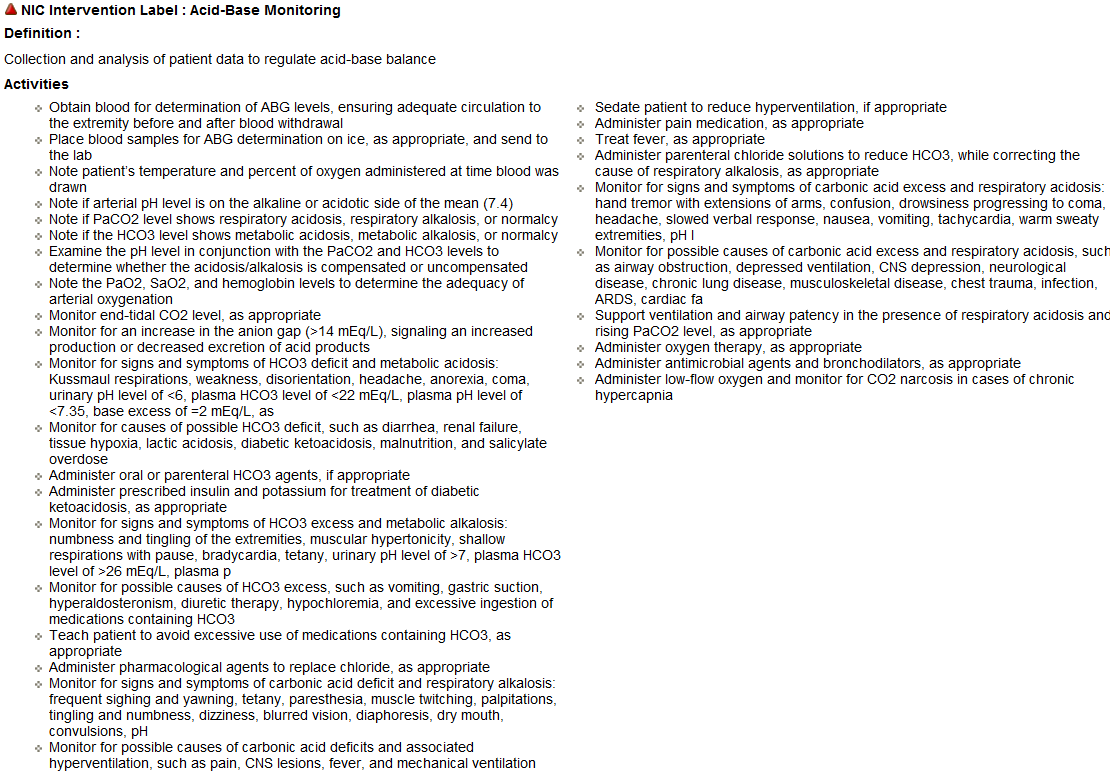 NIC Intervention Label : Acid-Base Monitoring
Definition :
Collection and analysis of patient data to regulate acid-base balance
Activities
Obtain blood for determination of ABG levels, ensuring adequate circulation to
the extremity before and after blood withdrawal
Place blood samples for ABG determination on ice, as appropriate, and send to
the lab
Note patient's temperature and percent of oxygen administered at time blood was
drawn
Note if arterial pH level is on the alkaline or acidotic side of the mean (7.4)
Note if PaCO2 level shows respiratory acidosis, respiratory alkalosis, or normalcy
Note if the HCO3 level shows metabolic acidosis, metabolic alkalosis, or normalcy
Examine the pH level in conjunction with the PaCO2 and HCO3 levels to
determine whether the acidosis/alkalosis is compensated or uncompensated
Note the PaO2, SaO2, and hemoglobin levels to determine the adequacy of
arterial oxygenation
Monitor end-tidal CO2 level, as appropriate
Monitor for an increase in the anion gap (>14 mEq/L), signaling an increased
production or decreased excretion of acid products
Monitor for signs and symptoms of HCO3 deficit and metabolic acidosis:
Kussmaul respirations, weakness, disorientation, headache, anorexia, coma,
urinary pH level of <6, plasma HCO3 level of <22 mEq/L, plasma pH level of
<7.35, base excess of =2 mEq/L, as
Monitor for causes of possible HCO3 deficit, such as diarrhea, renal failure,
tissue hypoxia, lactic acidosis, diabetic ketoacidosis, malnutrition, and salicylate
overdose
Administer oral or parenteral HCO3 agents, if appropriate
Administer prescribed insulin and potassium for treatment of diabetic
ketoacidosis, as appropriate
Monitor for signs and symptoms of HCO3 excess and metabolic alkalosis:
numbness and tingling of the extremities, muscular hypertonicity, shallow
respirations with pause, bradycardia, tetany, urinary pH level of >7, plasma HCO3
level of >26 mEq/L, plasma p
Monitor for possible causes of HCO3 excess, such as vomiting, gastric suction,
hyperaldosteronism, diuretic therapy, hypochloremia, and excessive ingestion of
medications containing HCO3
Teach patient to avoid excessive use of medications containing HCO3, as
appropriate
Administer pharmacological agents to replace chloride, as appropriate
Monitor for signs and symptoms of carbonic acid deficit and respiratory alkalosis:
frequent sighing and yawning, tetany, paresthesia, muscle twitching, palpitations,
tingling and numbness, dizziness, blurred vision, diaphoresis, dry mouth,
convulsions, pH
Monitor for possible causes of carbonic acid deficits and associated
hyperventilation, such as pain, CNS lesions, fever, and mechanical ventilation
Sedate patient to reduce hyperventilation, if appropriate
Administer pain medication, as appropriate
Treat fever, as appropriate
Administer parenteral chloride solutions to reduce HCO3, while correcting the
cause of respiratory alkalosis, as appropriate
Monitor for signs and symptoms of carbonic acid excess and respiratory acidosis:
hand tremor with extensions of arms, confusion, drowsiness progressing to coma,
headache, slowed verbal response, nausea, vomiting, tachycardia, warm sweaty
extremities, pH l
Monitor for possible causes of carbonic acid excess and respiratory acidosis, such
as airway obstruction, depressed ventilation, CNS depression, neurological
disease, chronic lung disease, musculoskeletal disease, chest trauma, infection,
ARDS, cardiac fa
Support ventilation and airway patency in the presence of respiratory acidosis and
rising PaCO2 level, as appropriate
Administer oxygen therapy, as appropriate
Administer antimicrobial agents and bronchodilators, as appropriate
Administer low-flow oxygen and monitor for CO2 narcosis in cases of chronic
hypercapnia